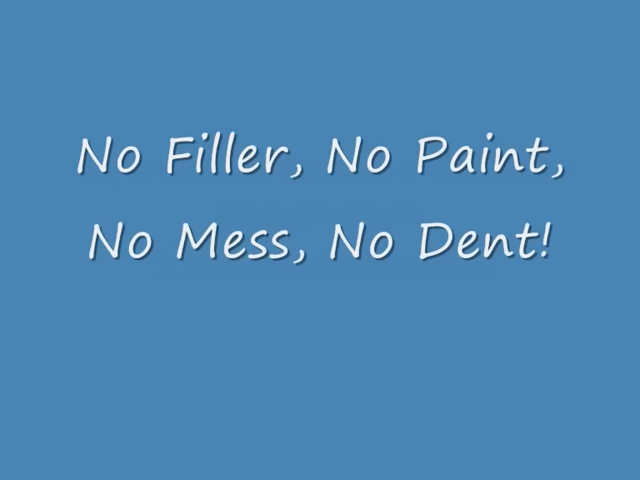 No Filler, No Paint,
No Mess, No Dent!